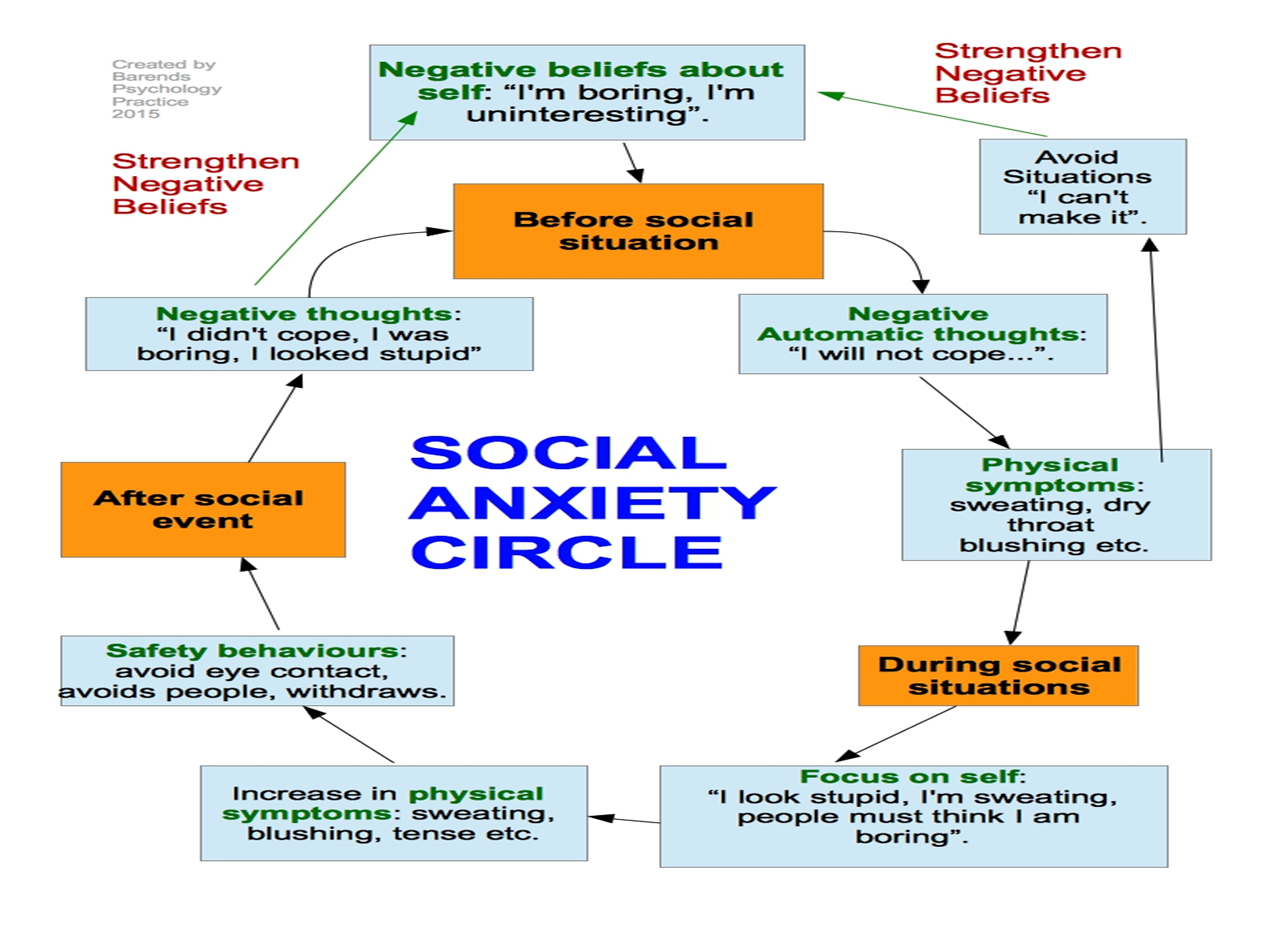 Created by
Barends
Psychology
Practice
2015
Negative beliefs about
self: “I'm boring, I'm
uninteresting”.
Strengthen
Negative
Beliefs
Strengthen
Negative
Beliefs
Avoid
Situations
“I can't
make it”.
Before social
situation
Negative thoughts:
“I didn't cope, I was
boring, I looked stupid”
Negative
Automatic thoughts:
“I will not cope...”.
SOCIAL
ANXIETY
CIRCLE
Physical
symptoms:
sweating, dry
throat
blushing etc.
After social
event
Safety behaviours:
avoid eye contact,
avoids people, withdraws.
During social
situations
Increase in physical
symptoms: sweating,
blushing, tense etc.
Focus on self:
“I look stupid, I'm sweating,
people must think I am
boring”.